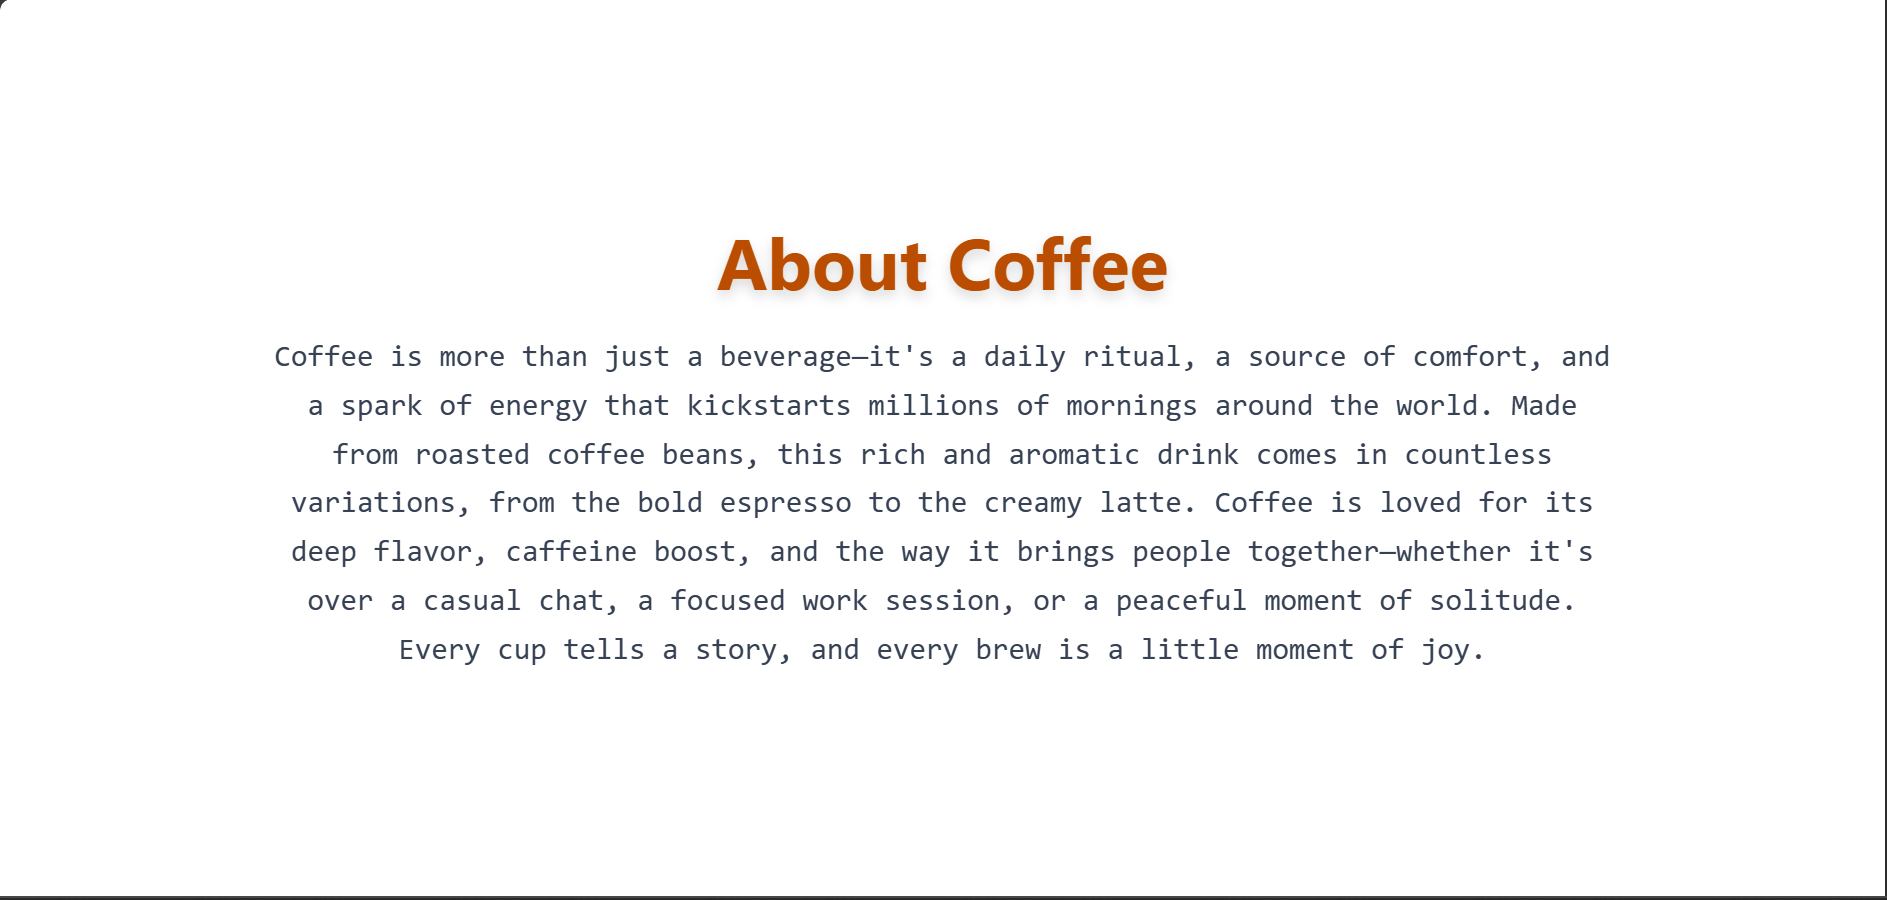 About Coffee
Coffee is more than just a beverage—it's a daily ritual, a source of comfort, and
a spark of energy that kickstarts millions of mornings around the world. Made
from roasted coffee beans, this rich and aromatic drink comes in countless
variations, from the bold espresso to the creamy latte. Coffee is loved for its
deep flavor, caffeine boost, and the way it brings people together—whether it's
over a casual chat, a focused work session, or a peaceful moment of solitude.
Every cup tells a story, and every brew is a little moment of joy.